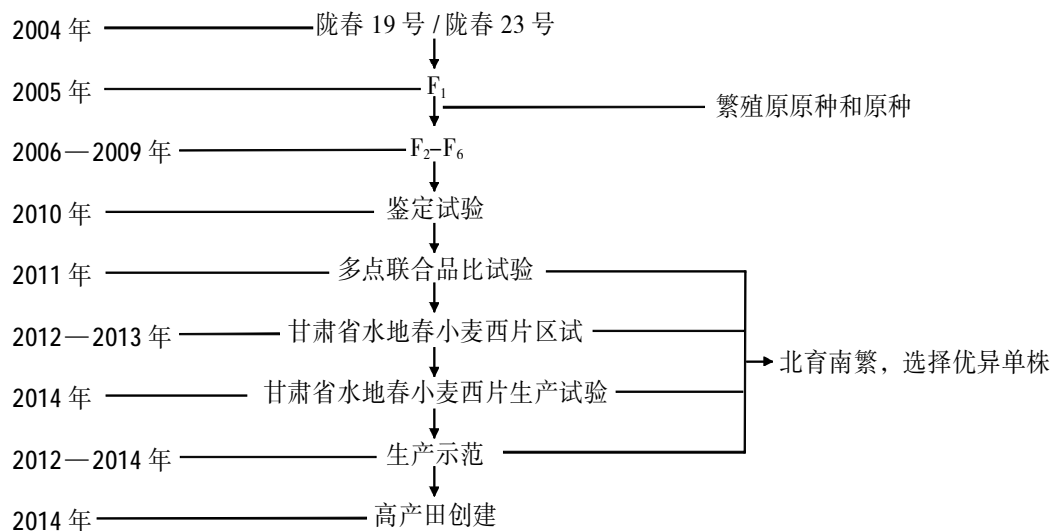 2004 年 陇春 19 号 / 陇春 23 号
2005 年 F₁
繁殖原原种和原种
2006—2009 年 F₂–F₆
2010 年 鉴定试验
2011 年 多点联合品比试验
2012—2013 年 甘肃省水地春小麦西片区试
北育南繁，选择优异单株
2014 年 甘肃省水地春小麦西片生产试验
2012—2014 年 生产示范
2014 年 高产田创建